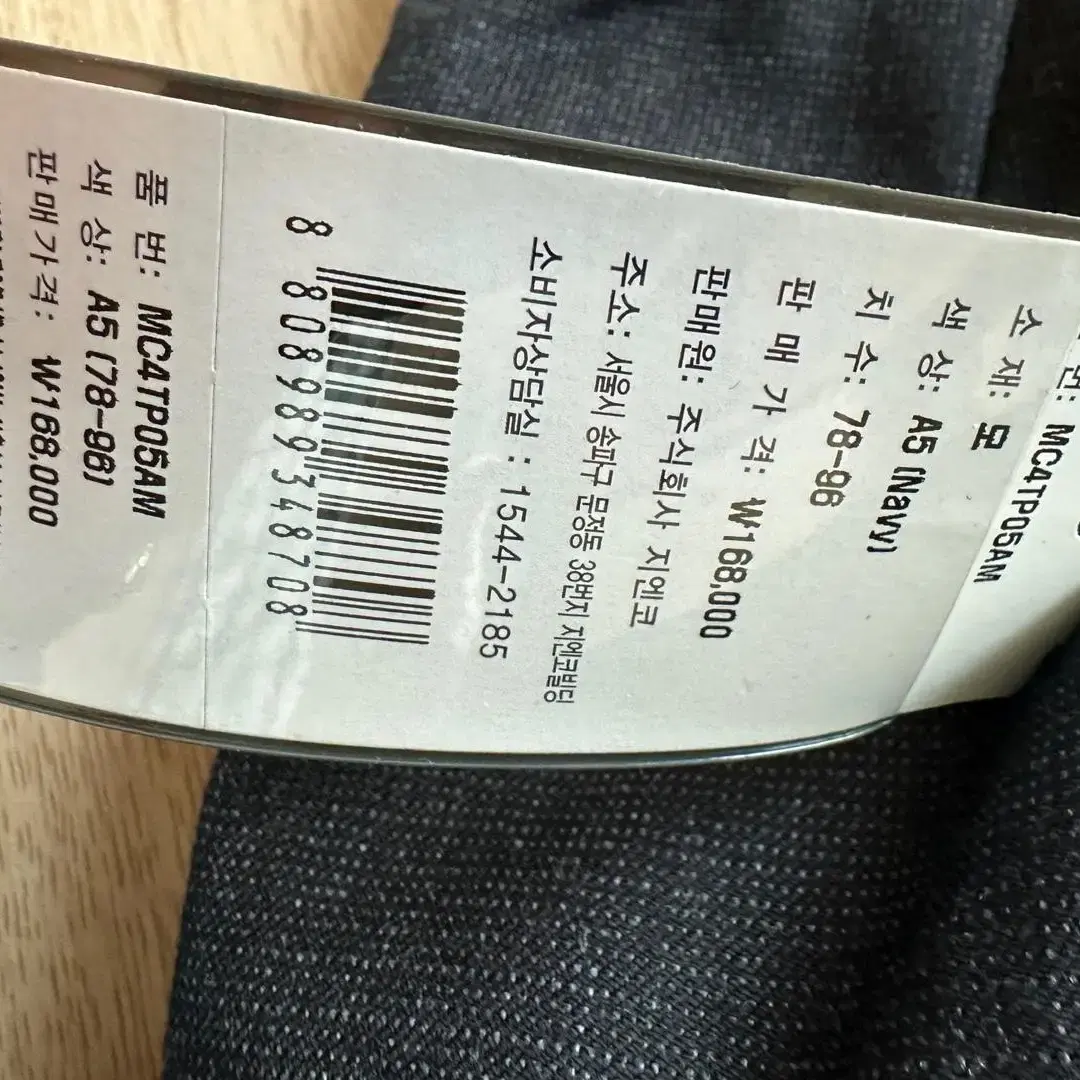 번: MC4TP05AM
소 재: 모
색 상: A5 (Navy)
치 수: 78-96
판 매 가 격: ₩168,000
판매원: 주식회사 지엔코
주소: 서울시 송파구 문정동 38번지 지엔코빌딩
소비자상담실 : 1544-2185
8 808989348708
품 번: MC4TP05AM
색 상: A5 (78-96)
판 매 가 격: ₩168,000